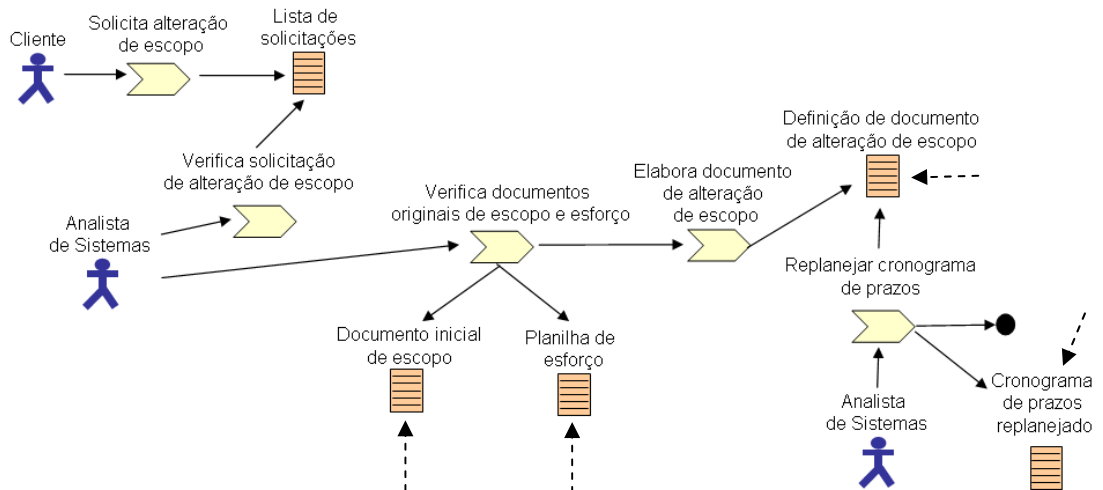 Cliente
Solicita alteração
de escopo
Lista de
solicitações
Verifica solicitação
de alteração de escopo
Analista
de Sistemas
Verifica documentos
originais de escopo e esforço
Elabora documento
de alteração
de escopo
Definição de documento
de alteração de escopo
Replanejar cronograma
de prazos
Documento inicial
de escopo
Planilha de
esforço
Analista
de Sistemas
Cronograma
de prazos
replanejado